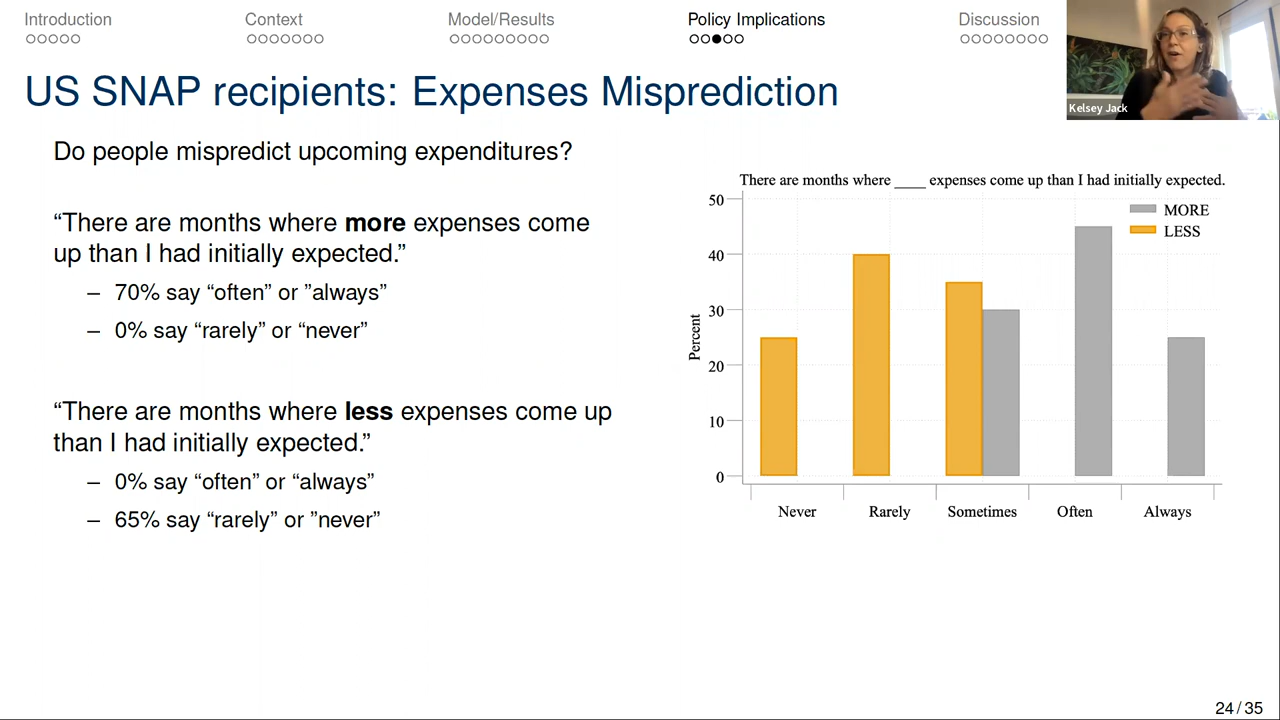 Introduction
Context
Model/Results
Policy Implications
Discussion
Kelsey Jack
US SNAP recipients: Expenses Misprediction
Do people mispredict upcoming expenditures?
“There are months where more expenses come
up than I had initially expected.”
– 70% say “often” or ”always”
– 0% say “rarely” or “never”
“There are months where less expenses come up
than I had initially expected.”
– 0% say “often” or “always”
– 65% say “rarely” or ”never”
There are months where ____ expenses come up than I had initially expected.
MORE
LESS
Percent
50
40
30
20
10
0
Never Rarely Sometimes Often Always
24 / 35